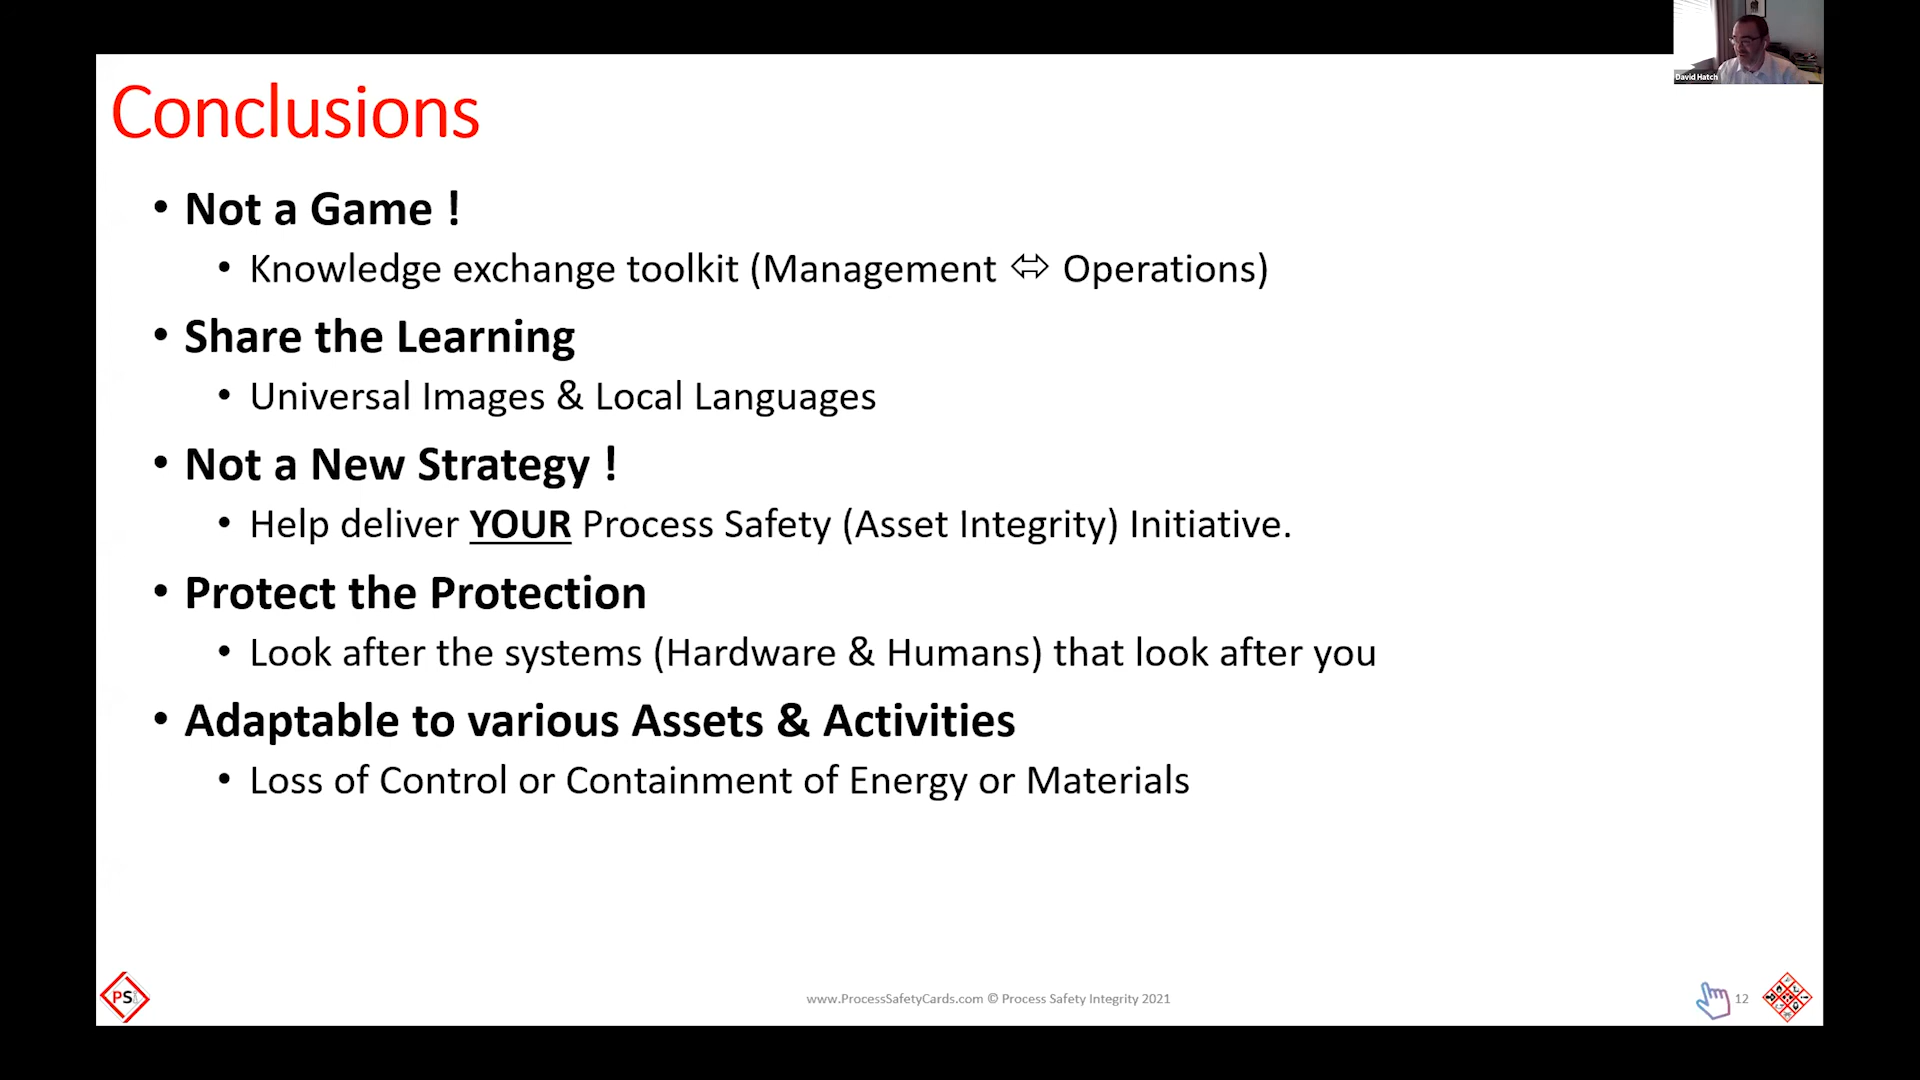 David Hatch
Conclusions
• Not a Game !
• Knowledge exchange toolkit (Management ⇔ Operations)
• Share the Learning
• Universal Images & Local Languages
• Not a New Strategy !
• Help deliver YOUR Process Safety (Asset Integrity) Initiative.
• Protect the Protection
• Look after the systems (Hardware & Humans) that look after you
• Adaptable to various Assets & Activities
• Loss of Control or Containment of Energy or Materials
PSI
www.ProcessSafetyCards.com © Process Safety Integrity 2021
12